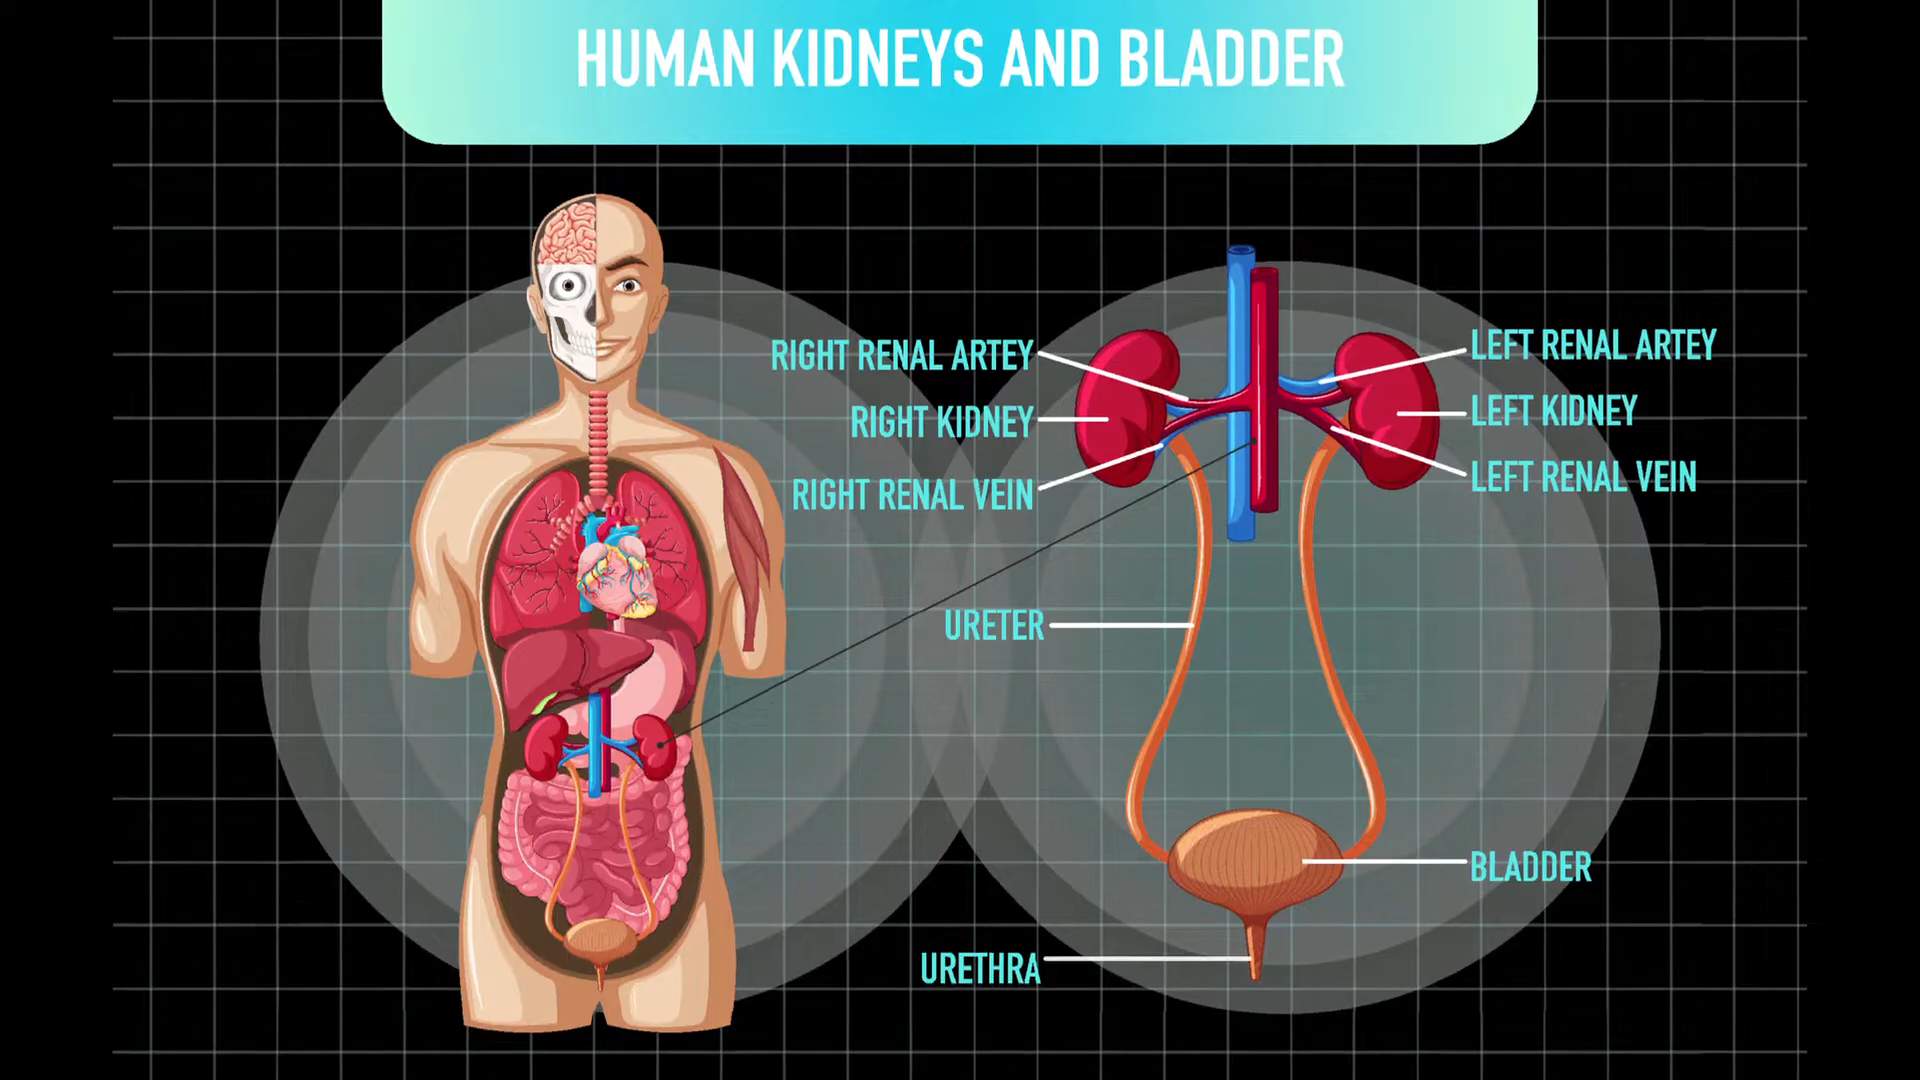 HUMAN KIDNEYS AND BLADDER
RIGHT RENAL ARTEY
RIGHT KIDNEY
RIGHT RENAL VEIN
LEFT RENAL ARTEY
LEFT KIDNEY
LEFT RENAL VEIN
URETER
BLADDER
URETHRA